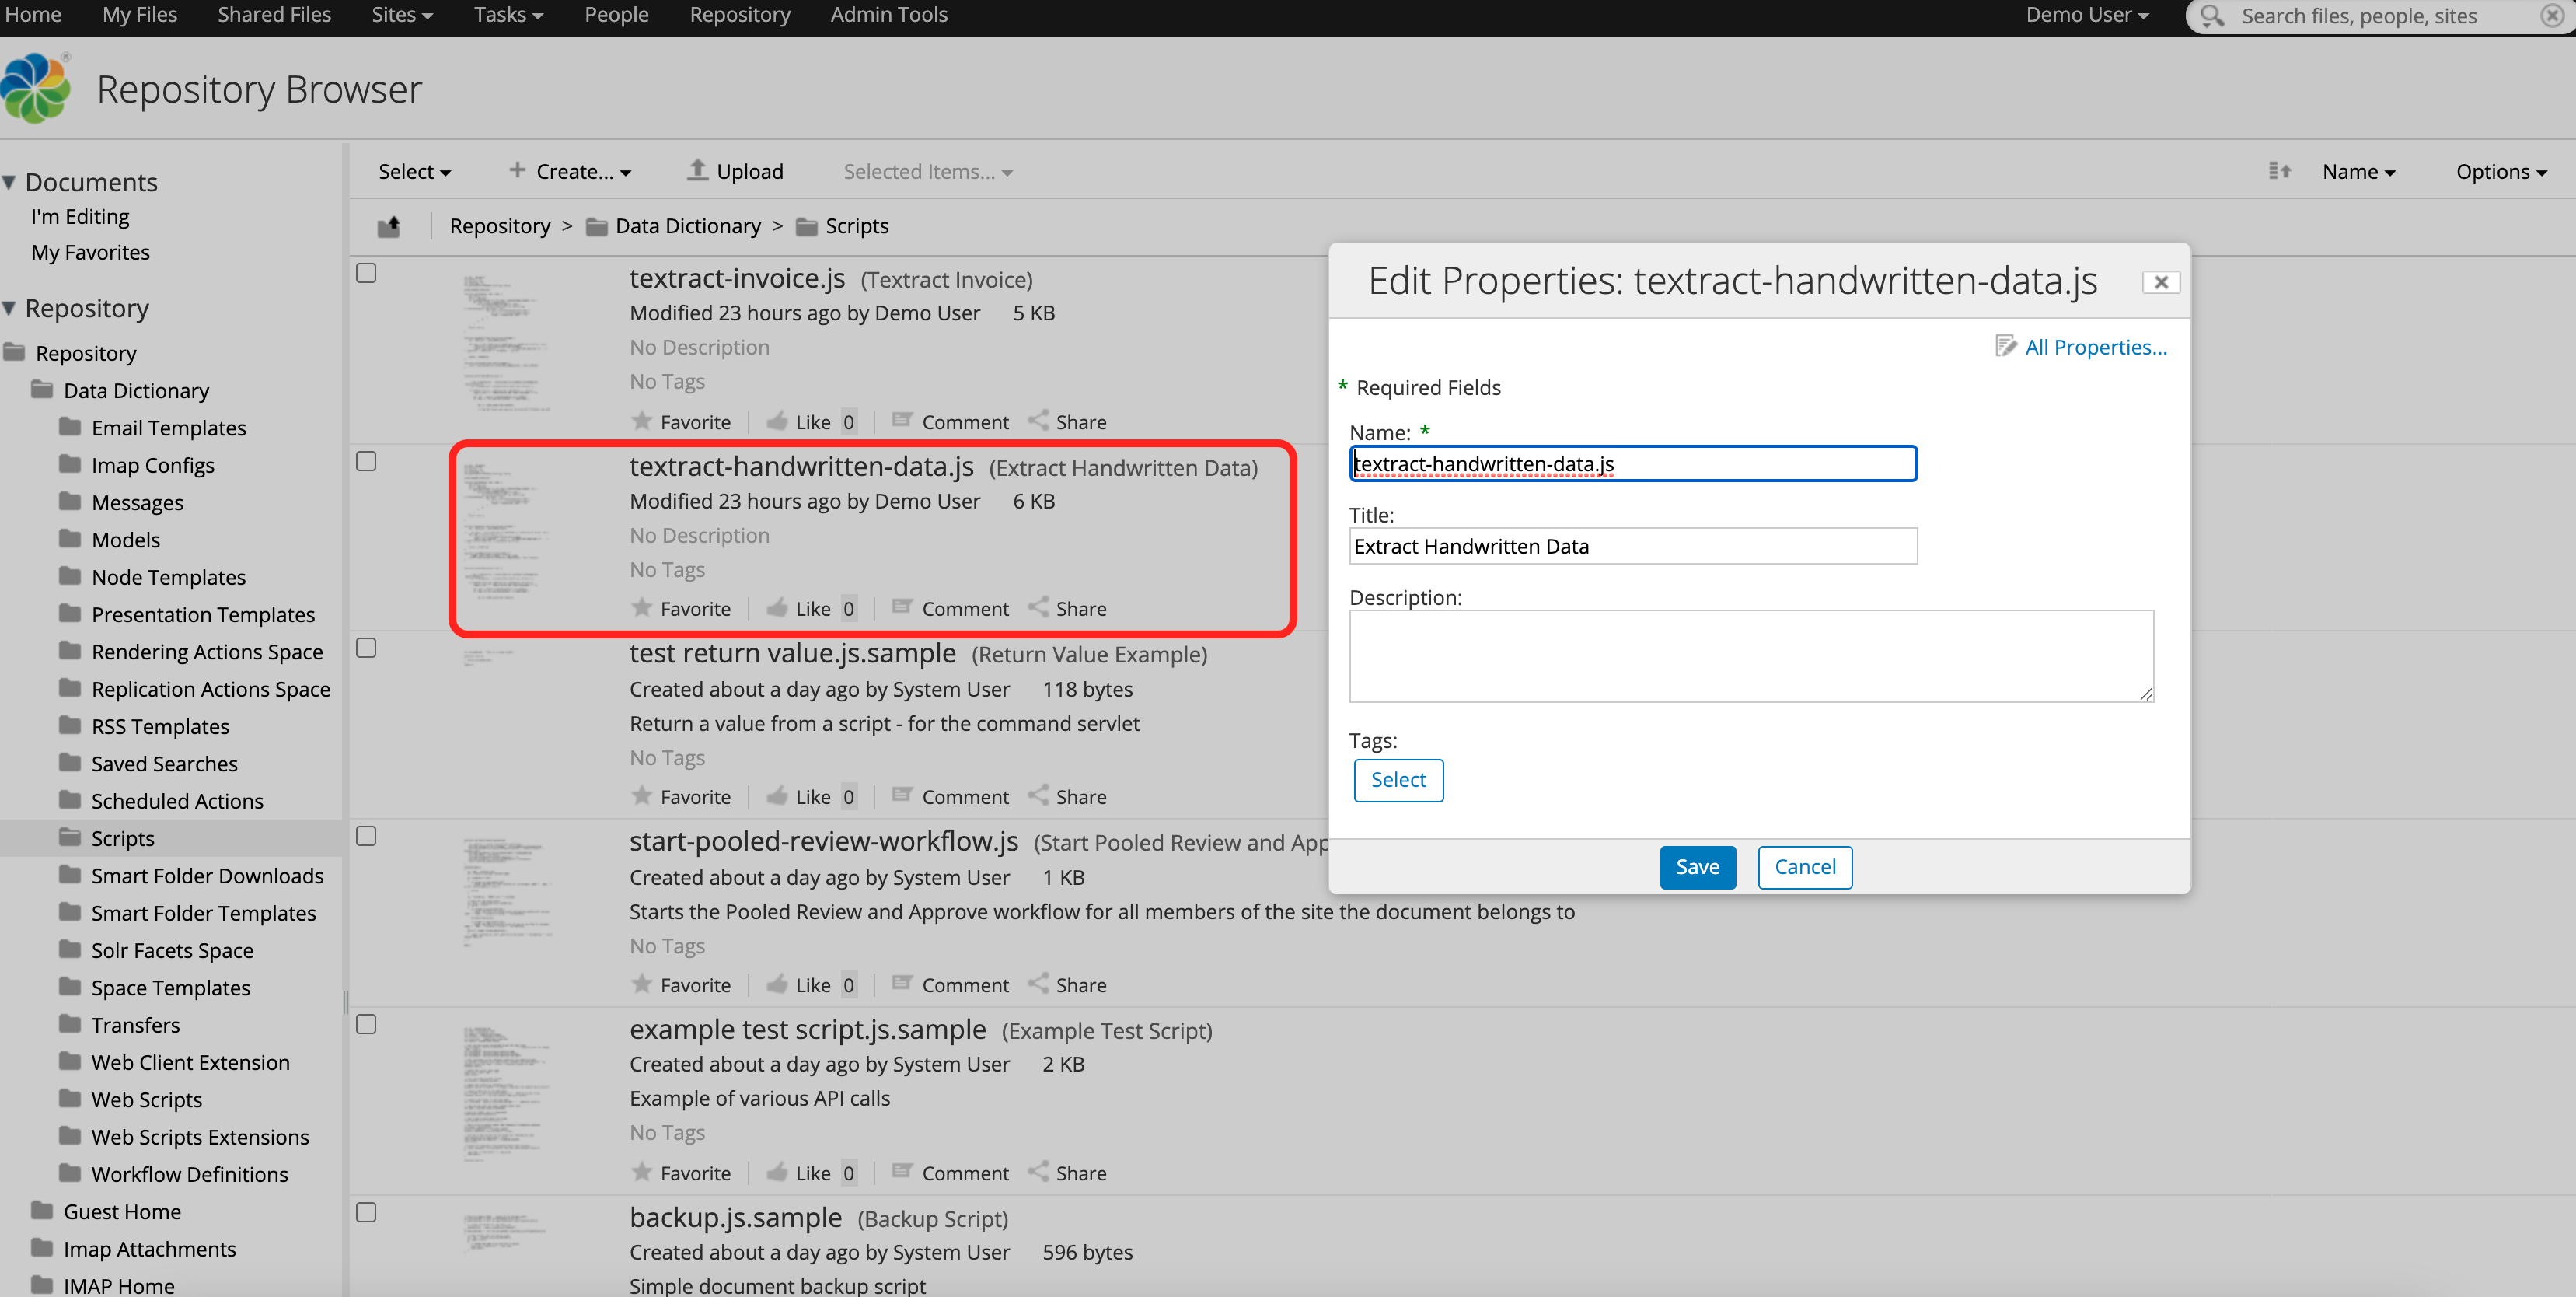 Home My Files Shared Files Sites Tasks People Repository Admin Tools Demo User Search files, people, sites
Repository Browser
Documents
I'm Editing
My Favorites
Repository
Repository
Data Dictionary
Email Templates
Imap Configs
Messages
Models
Node Templates
Presentation Templates
Rendering Actions Space
Replication Actions Space
RSS Templates
Saved Searches
Scheduled Actions
Scripts
Smart Folder Downloads
Smart Folder Templates
Solr Facets Space
Space Templates
Transfers
Web Client Extension
Web Scripts
Web Scripts Extensions
Workflow Definitions
Guest Home
Imap Attachments
IMAP Home
Select Create... Upload Selected Items... Name Options
Repository > Data Dictionary > Scripts
textract-invoice.js (Textract Invoice)
Modified 23 hours ago by Demo User 5 KB
No Description
No Tags
Favorite Like 0 Comment Share
textract-handwritten-data.js (Extract Handwritten Data)
Modified 23 hours ago by Demo User 6 KB
No Description
No Tags
Favorite Like 0 Comment Share
test return value.js.sample (Return Value Example)
Created about a day ago by System User 118 bytes
Return a value from a script - for the command servlet
No Tags
Favorite Like 0 Comment Share
start-pooled-review-workflow.js (Start Pooled Review and App
Created about a day ago by System User 1 KB
Starts the Pooled Review and Approve workflow for all members of the site the document belongs to
No Tags
Favorite Like 0 Comment Share
example test script.js.sample (Example Test Script)
Created about a day ago by System User 2 KB
Example of various API calls
No Tags
Favorite Like 0 Comment Share
backup.js.sample (Backup Script)
Created about a day ago by System User 596 bytes
Simple document backup script
Edit Properties: textract-handwritten-data.js
All Properties...
* Required Fields
Name: *
textract-handwritten-data.js
Title:
Extract Handwritten Data
Description:
Tags:
Select
Save Cancel